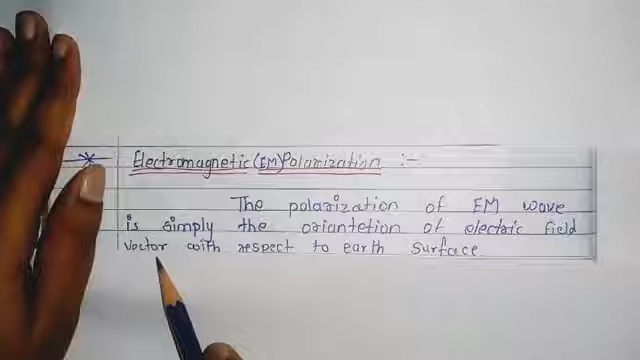 * Electromagnetic (EM) Polarization :-
The polarization of EM wave
is simply the oriantetion of electric field
vector with respect to earth surface